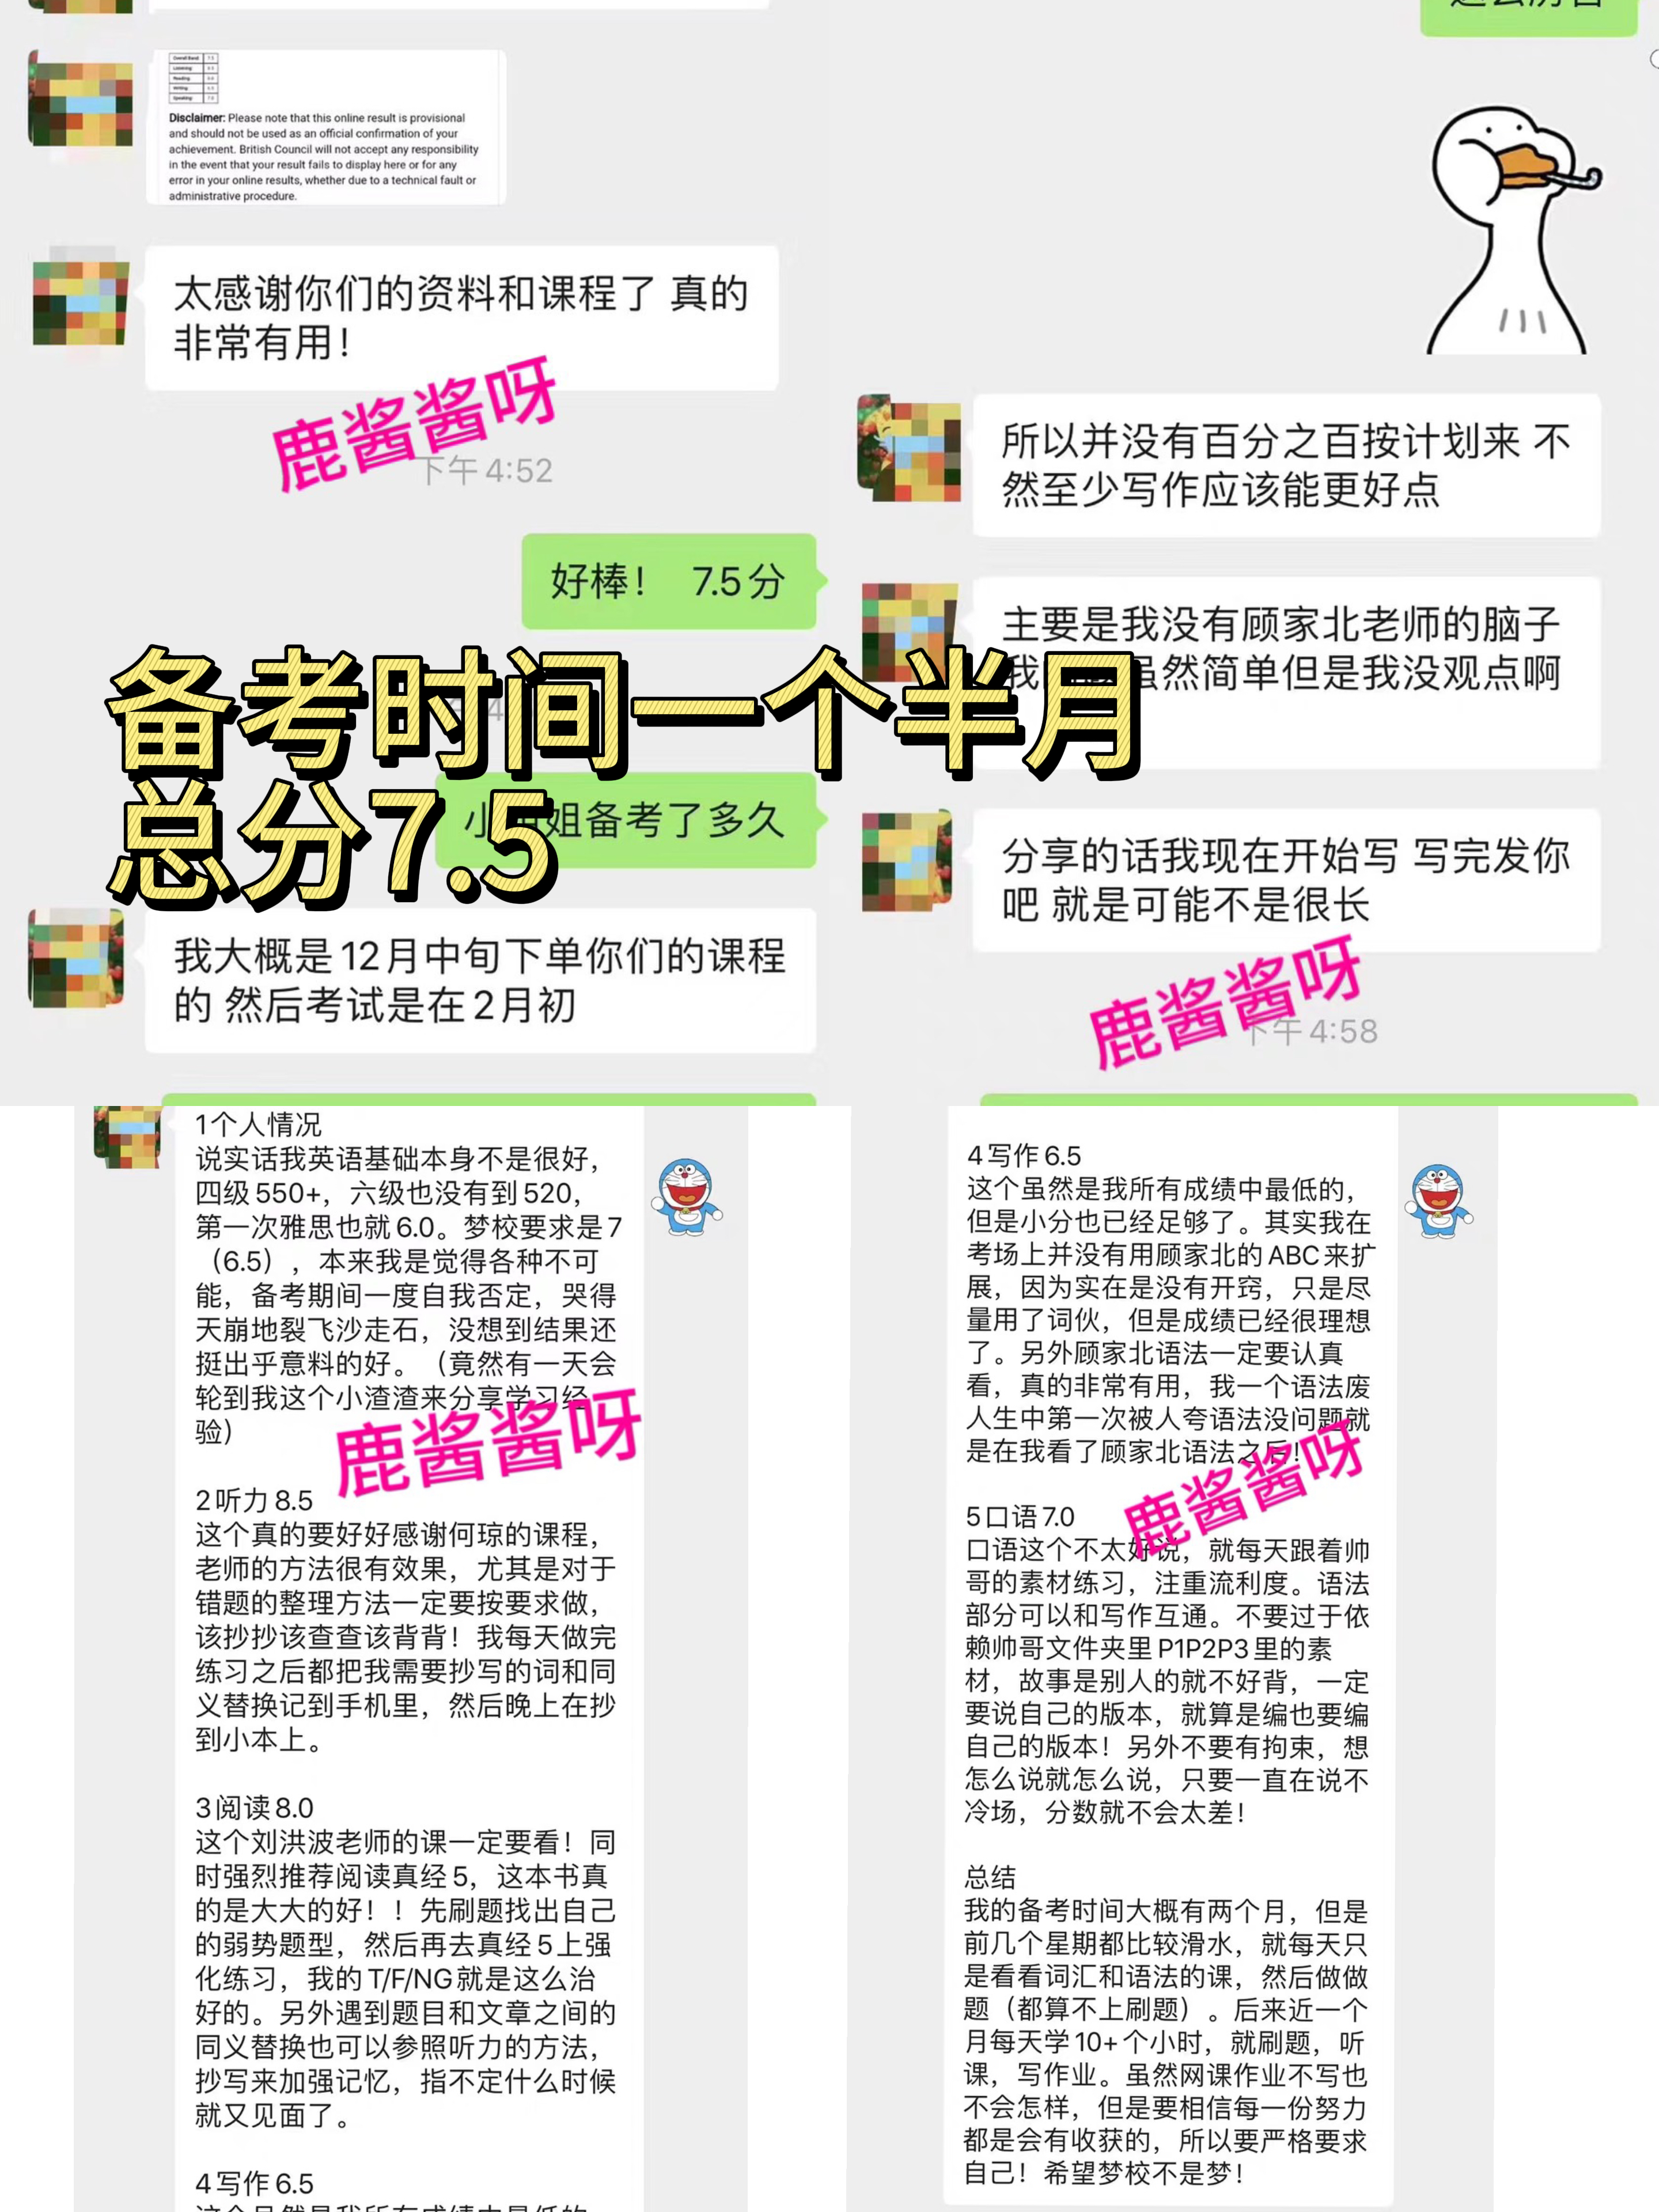 Overall Band: 7.5
Listening: 8.5
Reading: 8.0
Writing: 6.5
Speaking: 7.0
Disclaimer: Please note that this online result is provisional
and should not be used as an official confirmation of your
achievement. British Council will not accept any responsibility
in the event that your result fails to display here or for any
error in your online results, whether due to a technical fault or
administrative procedure.
太感谢你们的资料和课程了 真的
非常有用！
鹿酱酱呀
下午 4:52
好棒！ 7.5分
备考时间一个半月
总分7.5
小姐姐备考了多久
我大概是12月中旬下单你们的课程
的 然后考试是在2月初
所以并没有百分之百按计划来 不
然至少写作应该能更好点
主要是我没有顾家北老师的脑子
虽然简单但是我没观点啊
分享的话我现在开始写 写完发你
吧 就是可能不是很长
鹿酱酱呀
下午 4:58
1个人情况
说实话我英语基础本身不是很好，
四级550+，六级也没有到520，
第一次雅思也就6.0。梦校要求是7
（6.5），本来我是觉得各种不可
能，备考期间一度自我否定，哭得
天崩地裂飞沙走石，没想到结果还
挺出乎意料的好。（竟然有一天会
轮到我这个小渣渣来分享学习经
验）
鹿酱酱呀
2听力8.5
这个真的要好好感谢何琼的课程，
老师的方法很有效果，尤其是对于
错题的整理方法一定要按要求做，
该抄抄该查查该背背！我每天做完
练习之后都把我需要抄写的词和同
义替换记到手机里，然后晚上在抄
到小本上。
3阅读8.0
这个刘洪波老师的课一定要看！同
时强烈推荐阅读真经5，这本书真
的是大大的好！！先刷题找出自己
的弱势题型，然后再去真经5上强
化练习，我的T/F/NG就是这么治
好的。另外遇到题目和文章之间的
同义替换也可以参照听力的方法，
抄写来加强记忆，指不定什么时候
就又见面了。
4写作6.5
4写作6.5
这个虽然是我所有成绩中最低的，
但是小分也已经足够了。其实我在
考场上并没有用顾家北的ABC来扩
展，因为实在是没有开窍，只是尽
量用了词伙，但是成绩已经很理想
了。另外顾家北语法一定要认真
看，真的非常有用，我一个语法废
人生中第一次被人夸语法没问题就
是在我看了顾家北语法之后！
鹿酱酱呀
5口语7.0
口语这个不太好说，就每天跟着帅
哥的素材练习，注重流利度。语法
部分可以和写作互通。不要过于依
赖帅哥文件夹里P1P2P3里的素
材，故事是别人的就不好背，一定
要说自己的版本，就算是编也要编
自己的版本！另外不要有拘束，想
怎么说就怎么说，只要一直在说不
冷场，分数就不会太差！
总结
我的备考时间大概有两个月，但是
前几个星期都比较滑水，就每天只
是看看词汇和语法的课，然后做做
题（都算不上刷题）。后来近一个
月每天学10+个小时，就刷题，听
课，写作业。虽然网课作业不写也
不会怎样，但是要相信每一份努力
都是会有收获的，所以要严格要求
自己！希望梦校不是梦！